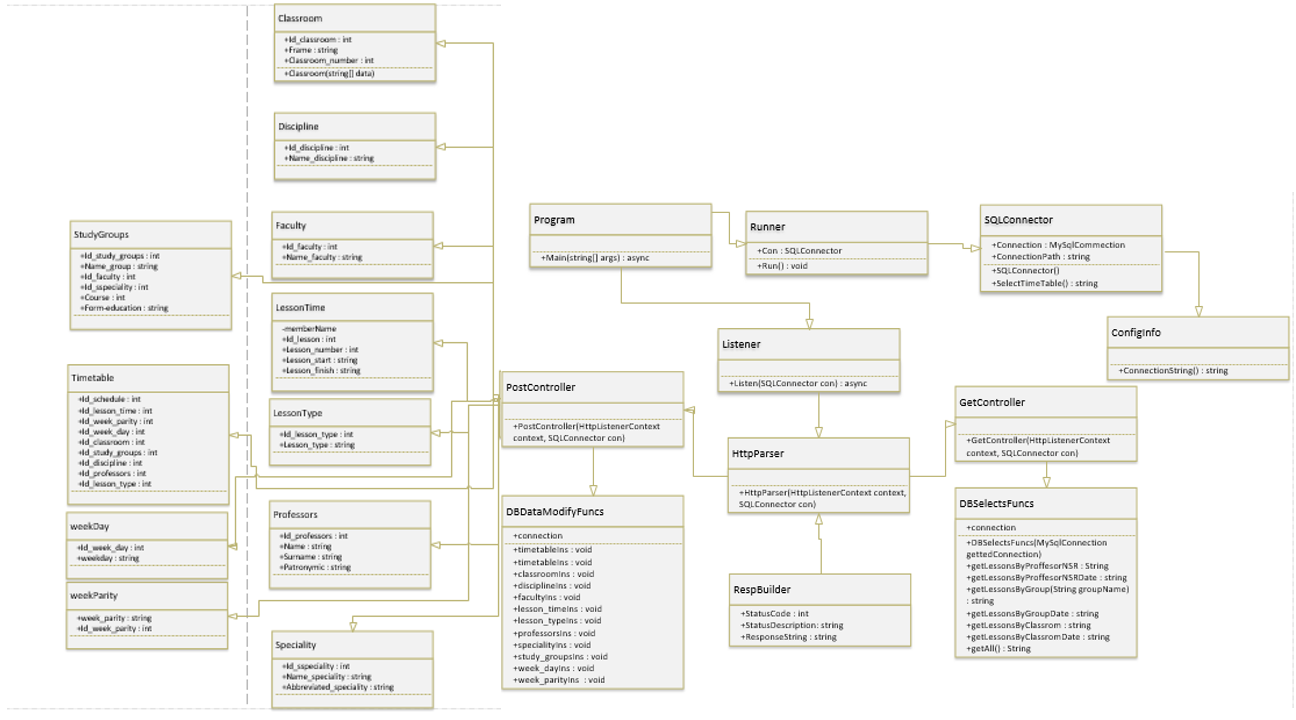 Classroom
+Id_classroom : int
+Frame : string
+Classroom_number : int
+Classroom(string[] data)
Discipline
+Id_discipline : int
+Name_discipline : string
Faculty
+Id_faculty : int
+Name_faculty : string
StudyGroups
+Id_study_groups : int
+Name_group : string
+Id_faculty : int
+Id_sspeciality : int
+Course : int
+Form-education : string
LessonTime
-memberName
+Id_lesson : int
+Lesson_number : int
+Lesson_start : string
+Lesson_finish : string
Timetable
+Id_schedule : int
+Id_lesson_time : int
+Id_week_parity : int
+Id_week_day : int
+Id_classroom : int
+Id_study_groups : int
+Id_discipline : int
+Id_professors : int
+Id_lesson_type : int
LessonType
+Id_lesson_type : int
+Lesson_type : string
weekDay
+Id_week_day : int
+weekday : string
Professors
+Id_professors : int
+Name : string
+Surname : string
+Patronymic : string
weekParity
+week_parity : string
+Id_week_parity : int
Speciality
+Id_sspeciality : int
+Name_speciality : string
+Abbreviated_speciality : string
Program
+Main(string[] args) : async
Runner
+Con : SQLConnector
+Run() : void
SQLConnector
+Connection : MySqlCommection
+ConnectionPath : string
+SQLConnector()
+SelectTimeTable() : string
ConfigInfo
+ConnectionString() : string
Listener
+Listen(SQLConnector con) : async
PostController
+PostController(HttpListenerContext
context, SQLConnector con)
GetController
+GetController(HttpListenerContext
context, SQLConnector con)
HttpParser
+HttpParser(HttpListenerContext context,
SQLConnector con)
DBDataModifyFuncs
+connection
+timetableIns : void
+timetableIns : void
+classroomIns : void
+disciplineIns : void
+facultyIns : void
+lesson_timeIns : void
+lesson_typeIns : void
+professorsIns : void
+specialityIns : void
+study_groupsIns : void
+week_dayIns : void
+week_parityIns : void
DBSelectsFuncs
+connection
+DBSelectsFuncs(MySqlConnection
gettedConnection)
+getLessonsByProffesorNSR : String
+getLessonsByProffesorNSRDate : string
+getLessonsByGroup(String groupName)
: string
+getLessonsByGroupDate : string
+getLessonsByClassrom : string
+getLessonsByClassromDate : string
+getAll() : String
RespBuilder
+StatusCode : int
+StatusDescription: string
+ResponseString : string